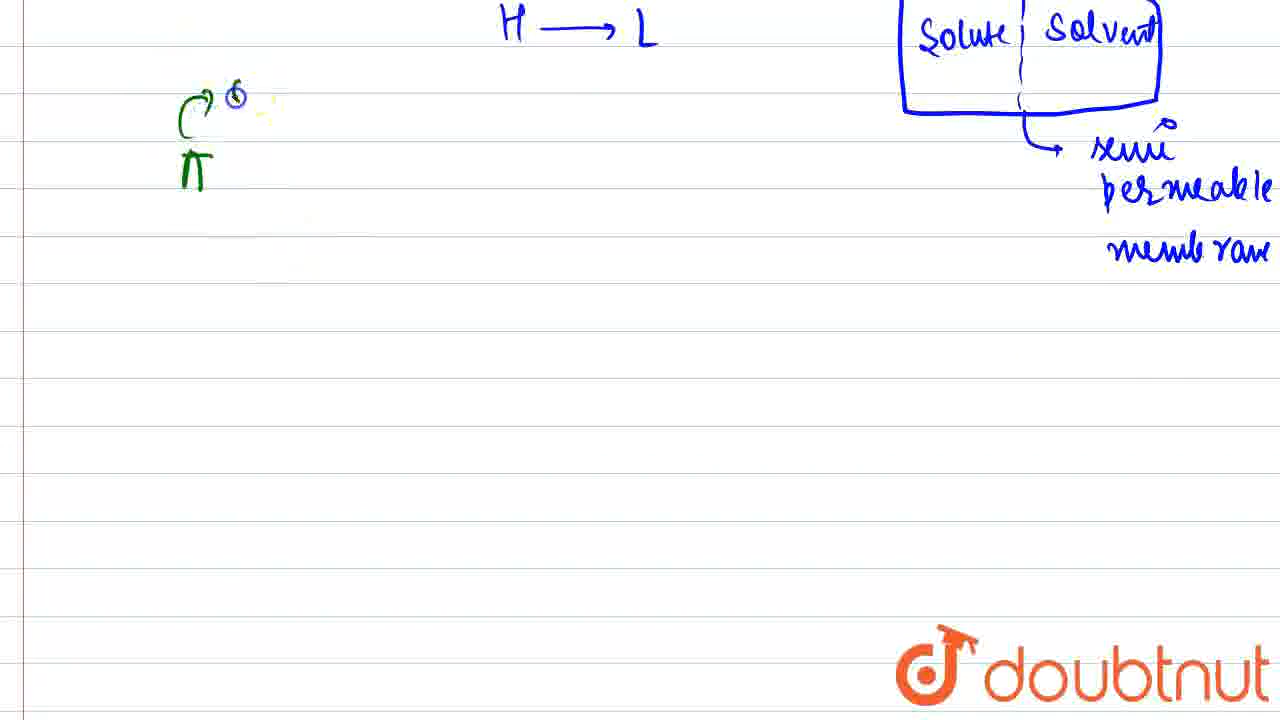 H → L
Solute Solvent
semi
permeable
membrane
π
doubtnut